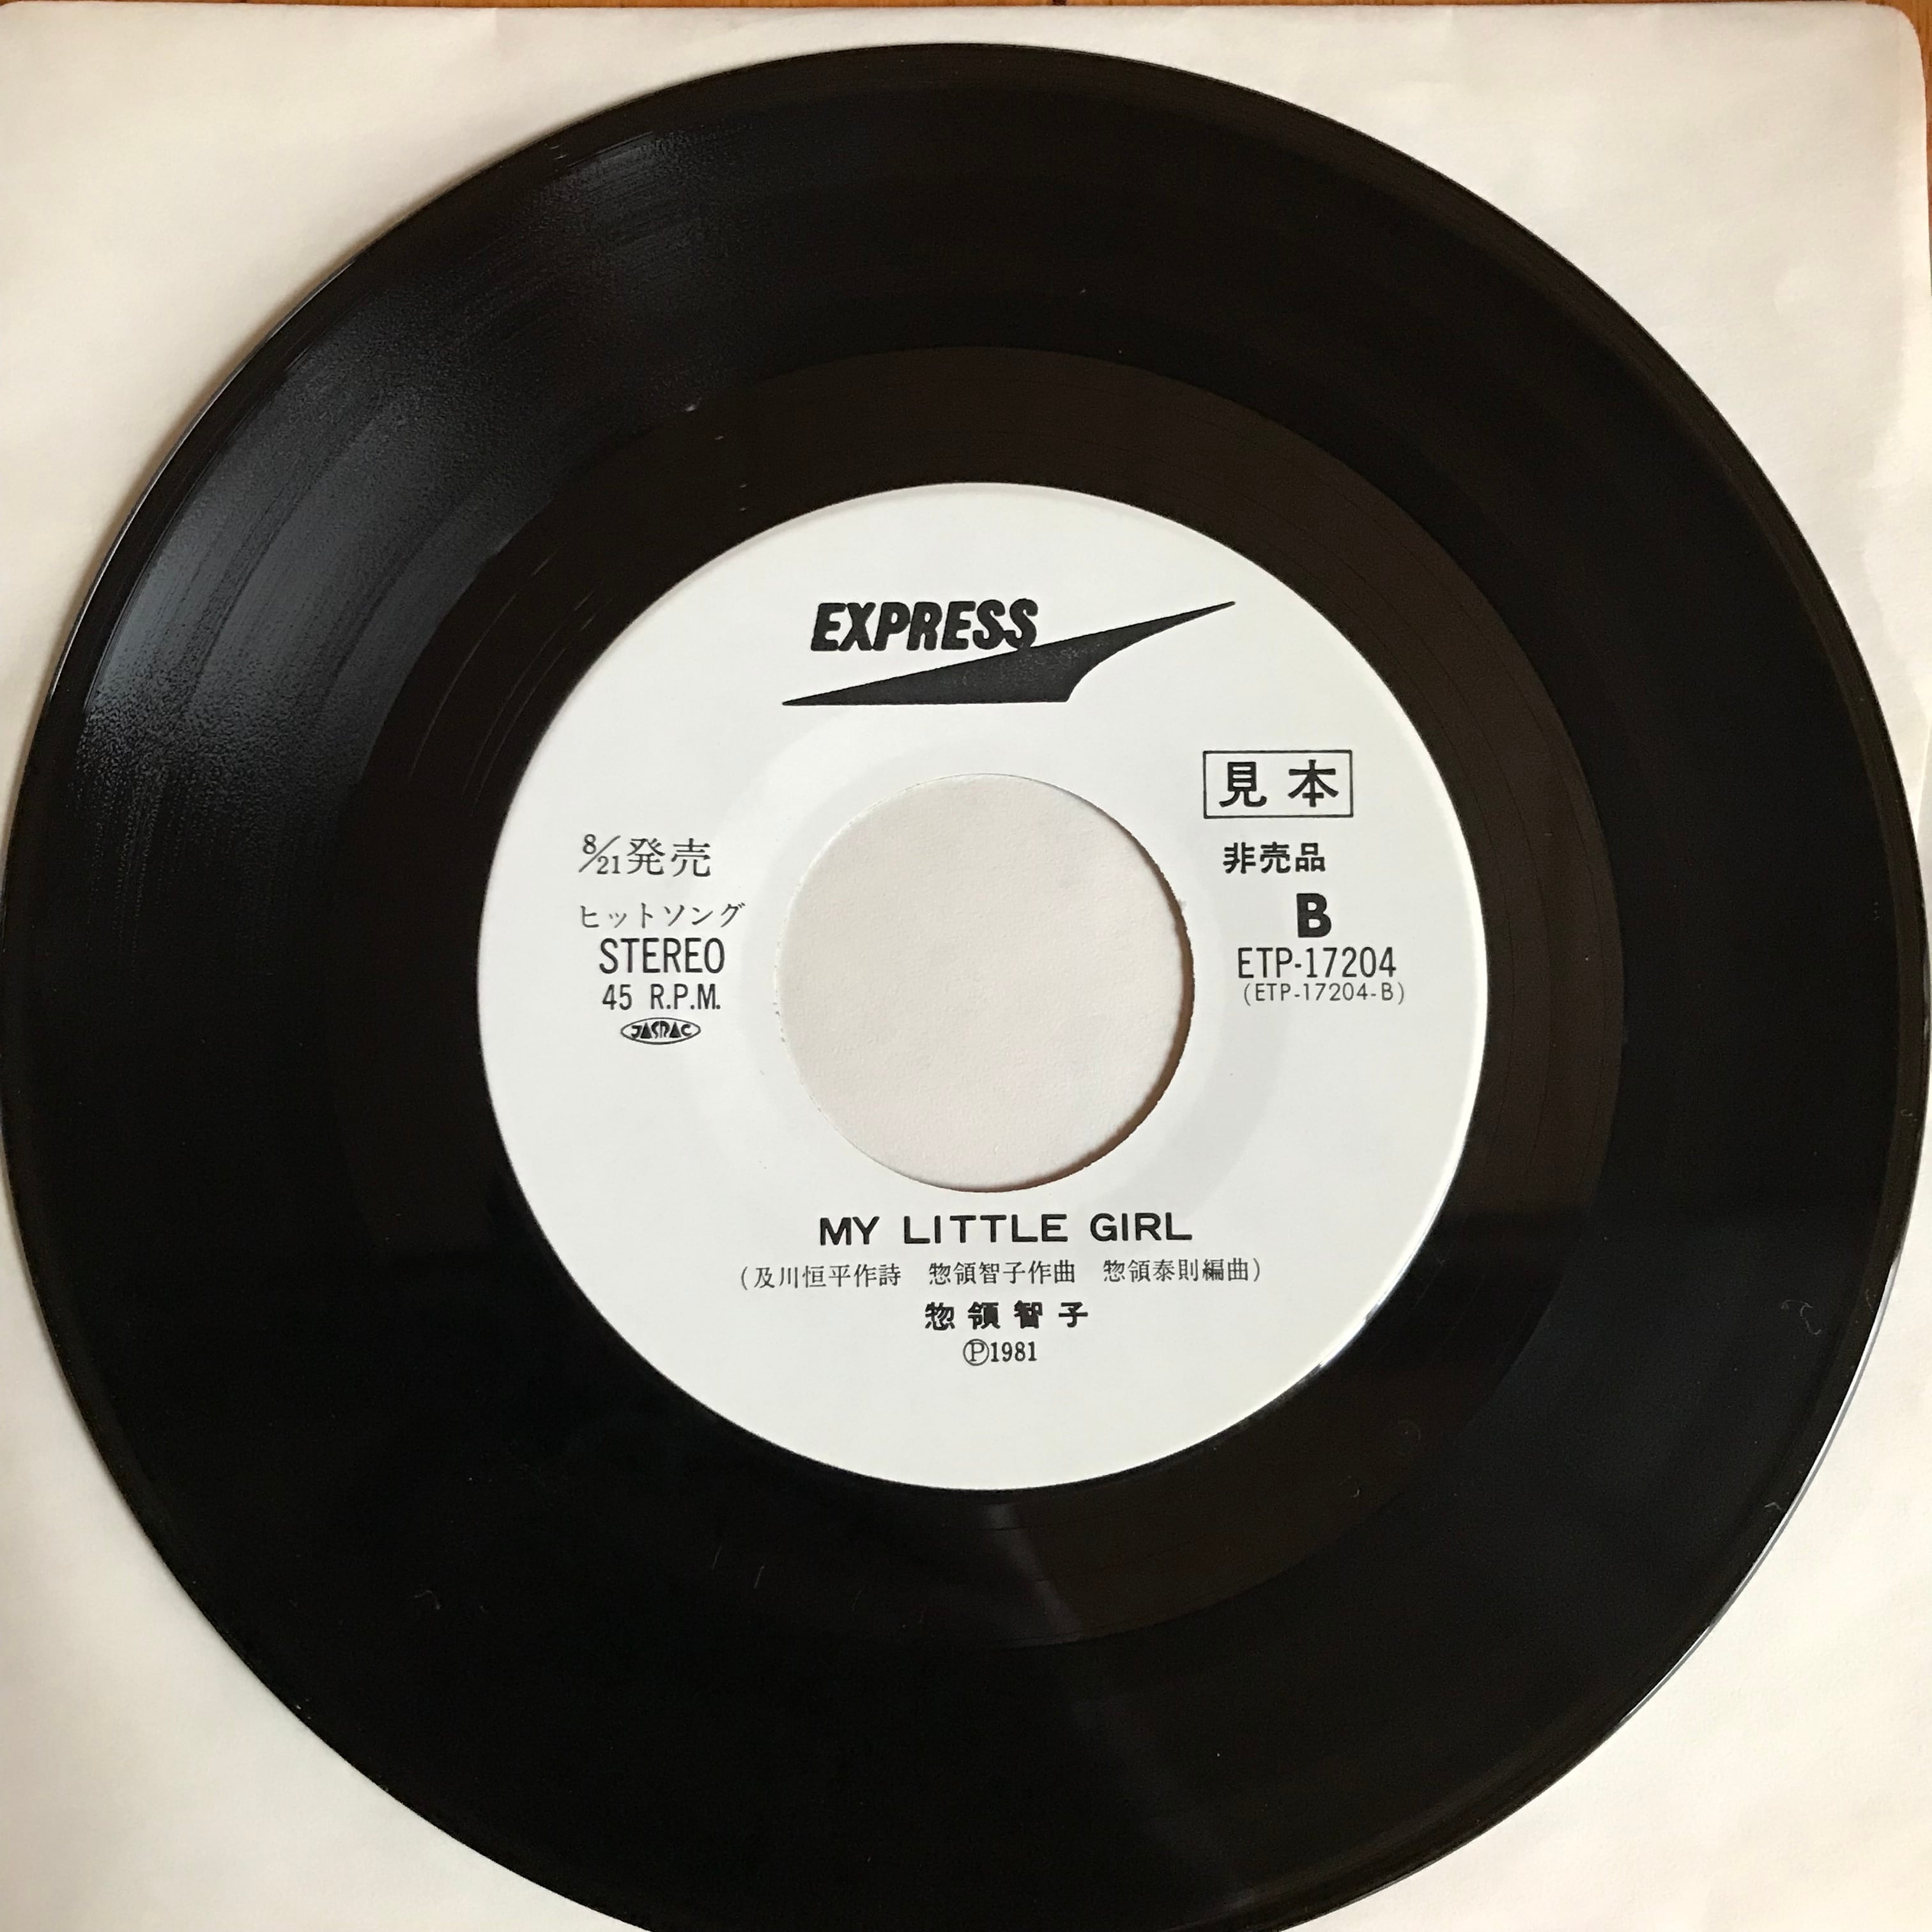 EXPRESS
見本
非売品
B
ETP-17204
(ETP-17204-B)
8/21発売
ヒットソング
STEREO
45 R.P.M.
JASRAC
MY LITTLE GIRL
(及川恒平作詩 惣領智子作曲 惣領泰則編曲)
惣領智子
Ⓟ1981